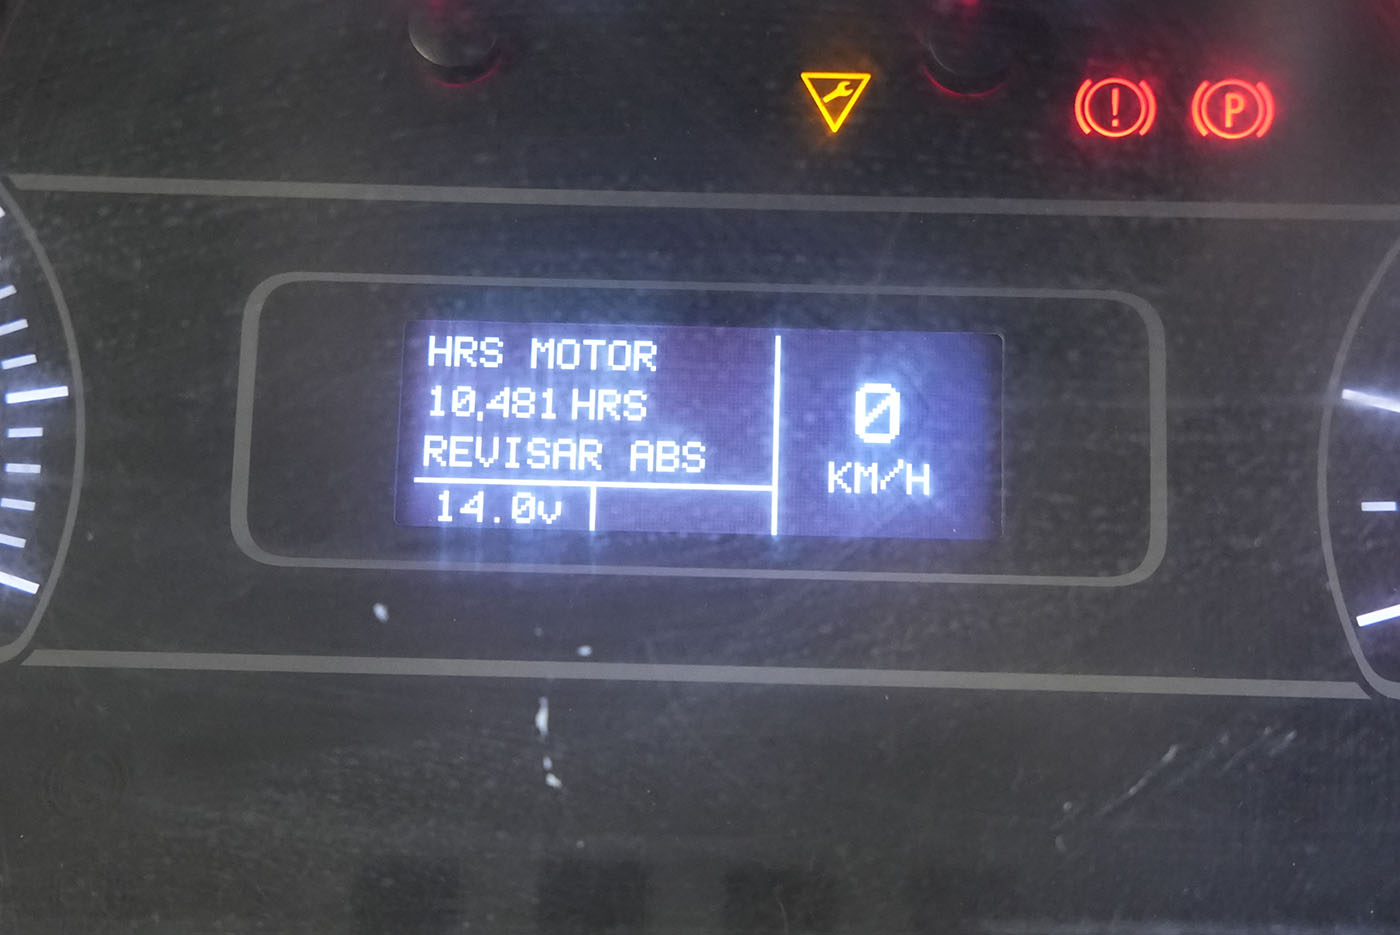 !
P
HRS MOTOR
10,481 HRS
REVISAR ABS
14.0v
0
KM/H